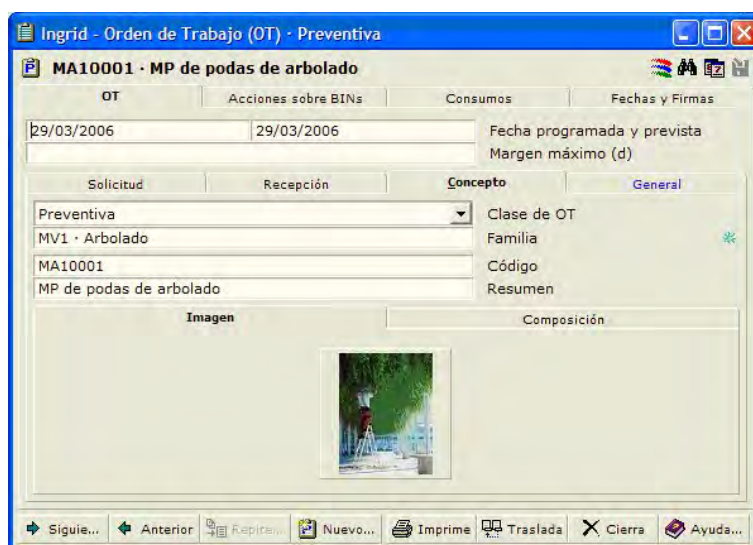 Ingrid - Orden de Trabajo (OT) · Preventiva
MA10001 · MP de podas de arbolado
OT Acciones sobre BINs Consumos Fechas y Firmas
29/03/2006 29/03/2006 Fecha programada y prevista
Margen máximo (d)
Solicitud Recepción Concepto General
Preventiva Clase de OT
MV1 · Arbolado Familia
MA10001 Código
MP de podas de arbolado Resumen
Imagen Composición
Siguie... Anterior Nuevo... Imprime Traslada Cierra Ayuda...